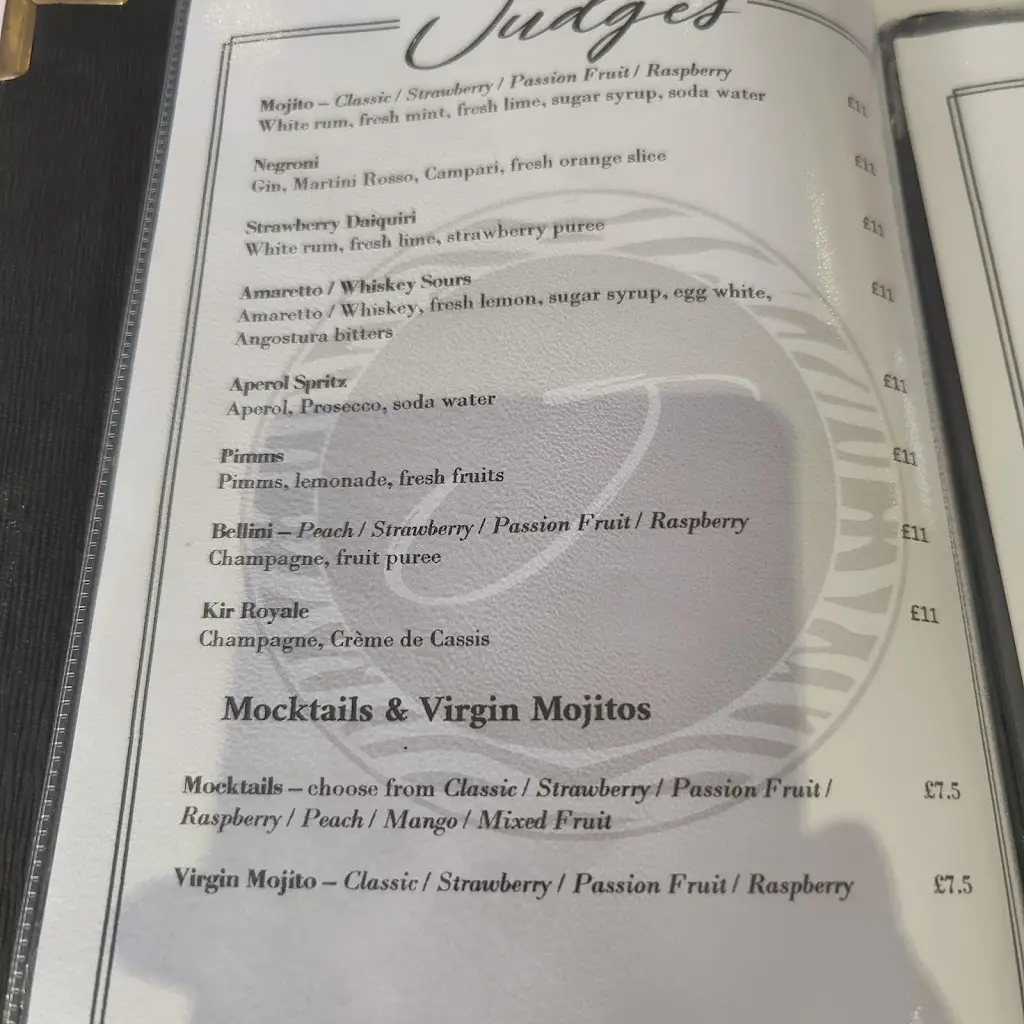 Judges
Mojito – Classic / Strawberry / Passion Fruit / Raspberry
White rum, fresh mint, fresh lime, sugar syrup, soda water £11
Negroni
Gin, Martini Rosso, Campari, fresh orange slice £11
Strawberry Daiquiri £11
White rum, fresh lime, strawberry puree
Amaretto / Whiskey Sours
Amaretto / Whiskey, fresh lemon, sugar syrup, egg white, £11
Angostura bitters
Aperol Spritz £11
Aperol, Prosecco, soda water
Pimms £11
Pimms, lemonade, fresh fruits
Bellini – Peach / Strawberry / Passion Fruit / Raspberry £11
Champagne, fruit puree
Kir Royale £11
Champagne, Crème de Cassis
Mocktails & Virgin Mojitos
Mocktails – choose from Classic / Strawberry / Passion Fruit / £7.5
Raspberry / Peach / Mango / Mixed Fruit
Virgin Mojito – Classic / Strawberry / Passion Fruit / Raspberry £7.5